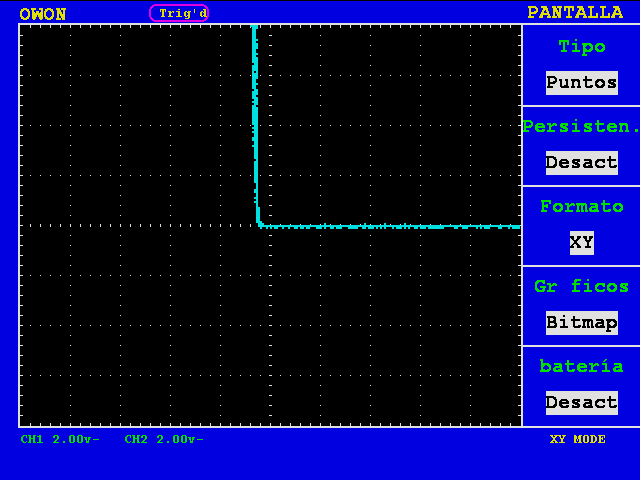 OWON Trig'd PANTALLA
Tipo
Puntos
Persisten.
Desact
Formato
XY
Gr ficos
Bitmap
batería
Desact
CH1 2.00v~ CH2 2.00v~ XY MODE